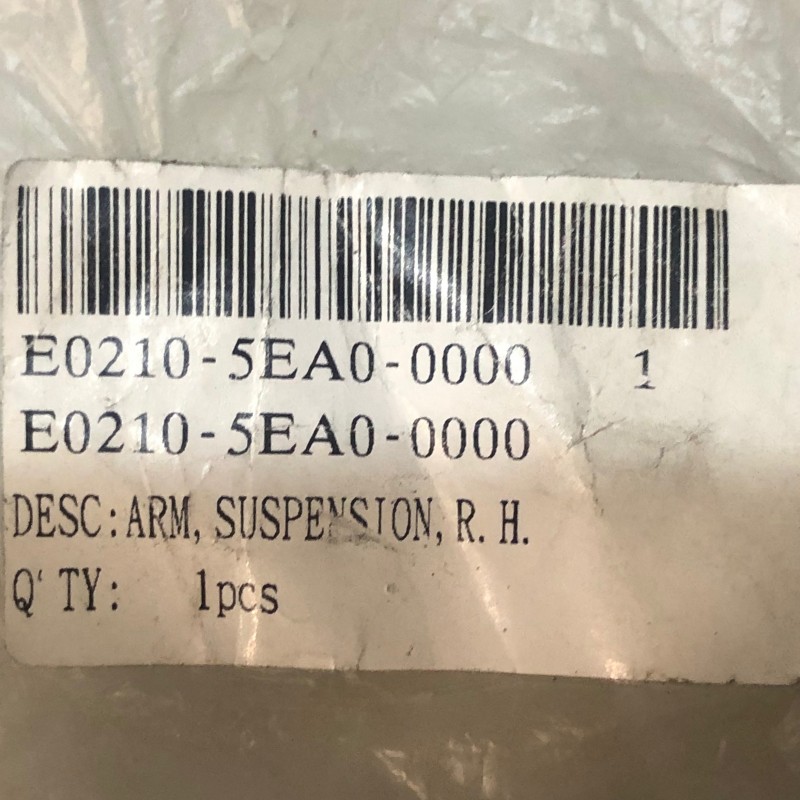 E0210-5EA0-0000 1
E0210-5EA0-0000
DESC:ARM, SUSPENSION, R. H.
Q'TY: 1pcs